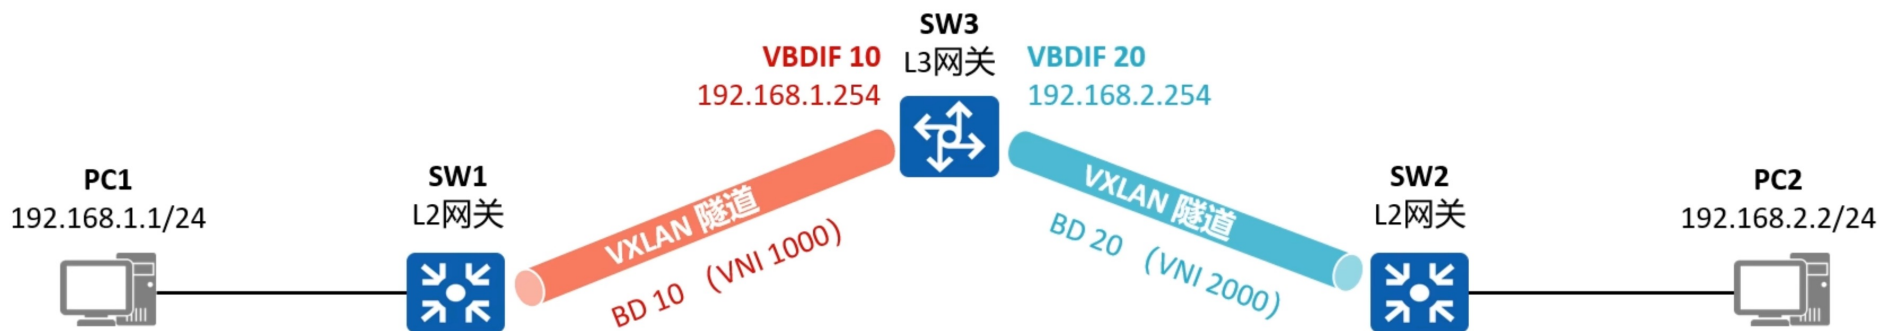 SW3
L3网关
VBDIF 10
192.168.1.254
VBDIF 20
192.168.2.254
PC1
192.168.1.1/24
SW1
L2网关
VXLAN 隧道
BD 10 （VNI 1000）
VXLAN 隧道
BD 20 （VNI 2000）
SW2
L2网关
PC2
192.168.2.2/24